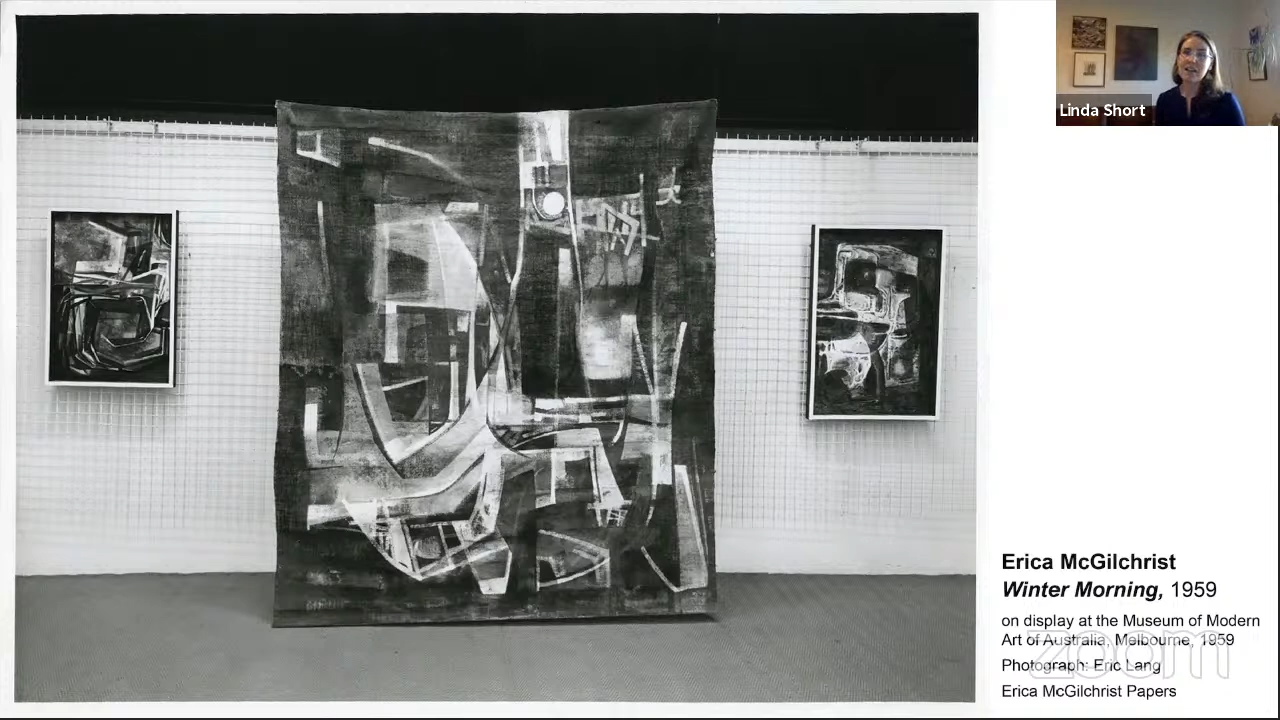 Linda Short
Erica McGilchrist
Winter Morning, 1959
on display at the Museum of Modern
Art of Australia, Melbourne, 1959
Photograph: Eric Lang
Erica McGilchrist Papers
zoom